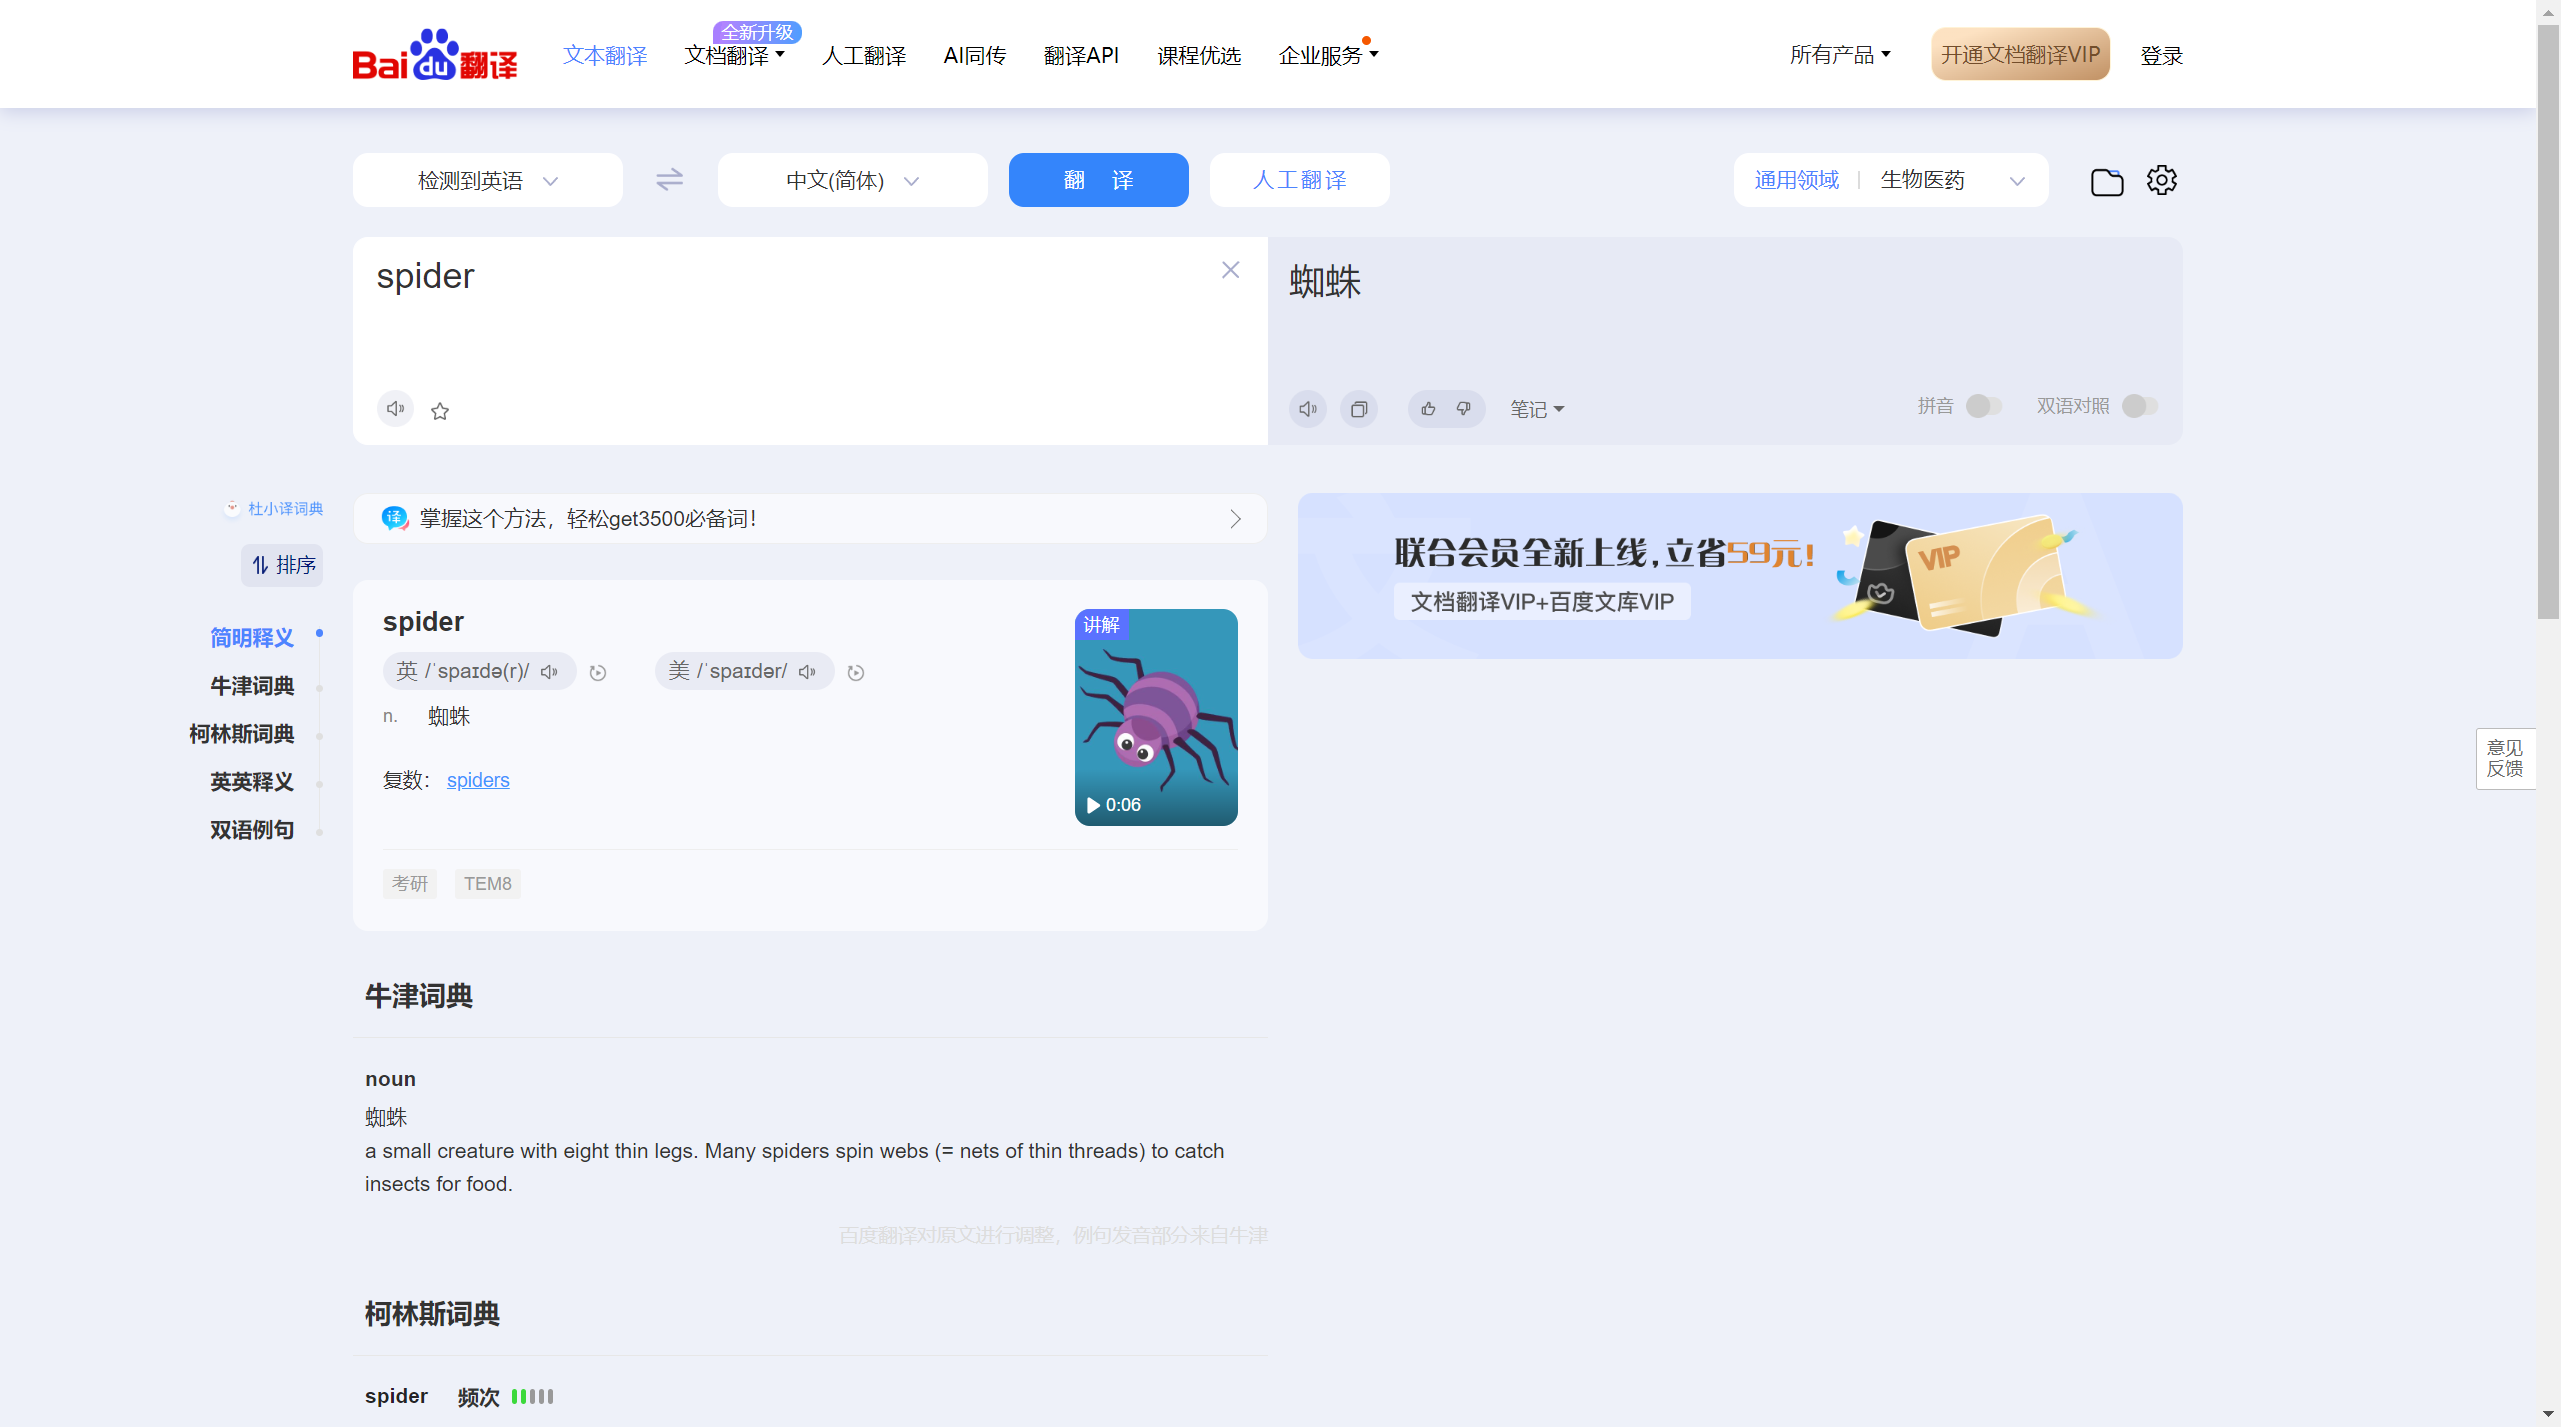 Bai du 翻译
文本翻译
全新升级
文档翻译
人工翻译
AI同传
翻译API
课程优选
企业服务
所有产品
开通文档翻译VIP
登录
检测到英语
中文(简体)
翻 译
人工翻译
通用领域
生物医药
spider
蜘蛛
笔记
拼音
双语对照
杜小译词典
排序
简明释义
牛津词典
柯林斯词典
英英释义
双语例句
译 掌握这个方法，轻松get3500必备词！
联合会员全新上线,立省59元!
文档翻译VIP+百度文库VIP
VIP
spider
英 /ˈspaɪdə(r)/
美 /ˈspaɪdər/
n. 蜘蛛
复数： spiders
讲解
0:06
考研
TEM8
意见
反馈
牛津词典
noun
蜘蛛
a small creature with eight thin legs. Many spiders spin webs (= nets of thin threads) to catch
insects for food.
百度翻译对原文进行调整，例句发音部分来自牛津
柯林斯词典
spider 频次